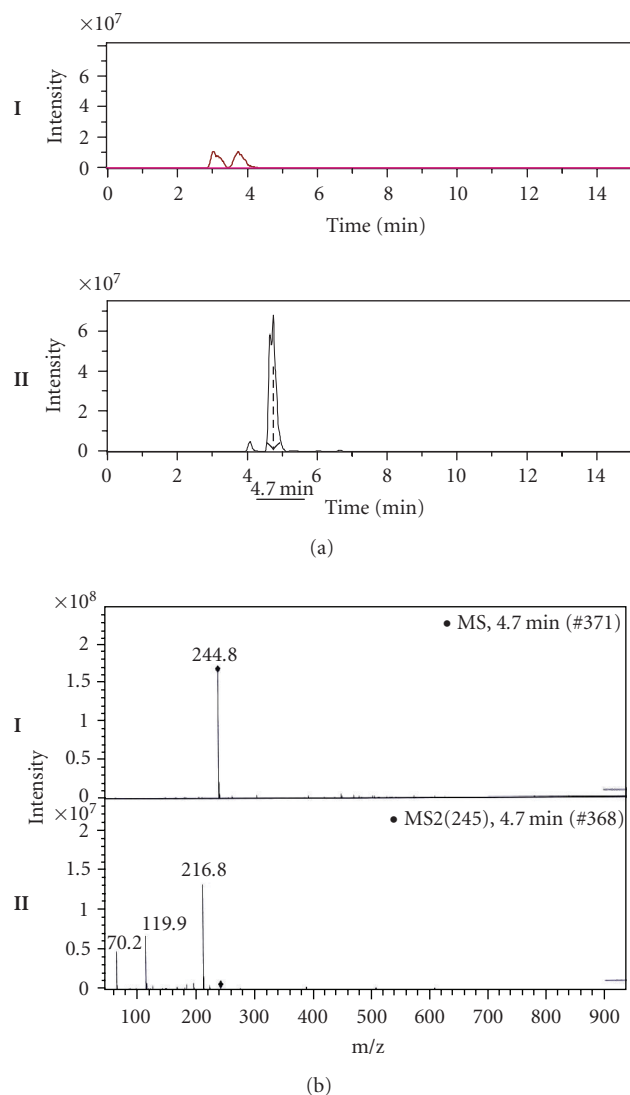 ×10⁷
I
Intensity
6
4
2
0
0 2 4 6 8 10 12 14
Time (min)
×10⁷
II
Intensity
6
4
2
0
0 2 4 6 8 10 12 14
4.7 min
Time (min)
(a)
×10⁸
• MS, 4.7 min (#371)
2
244.8
1.5
I
1
0.5
0
Intensity
×10⁷
• MS2(245), 4.7 min (#368)
2
216.8
1.5
II
1
119.9
70.2
0.5
0
100 200 300 400 500 600 700 800 900
m/z
(b)